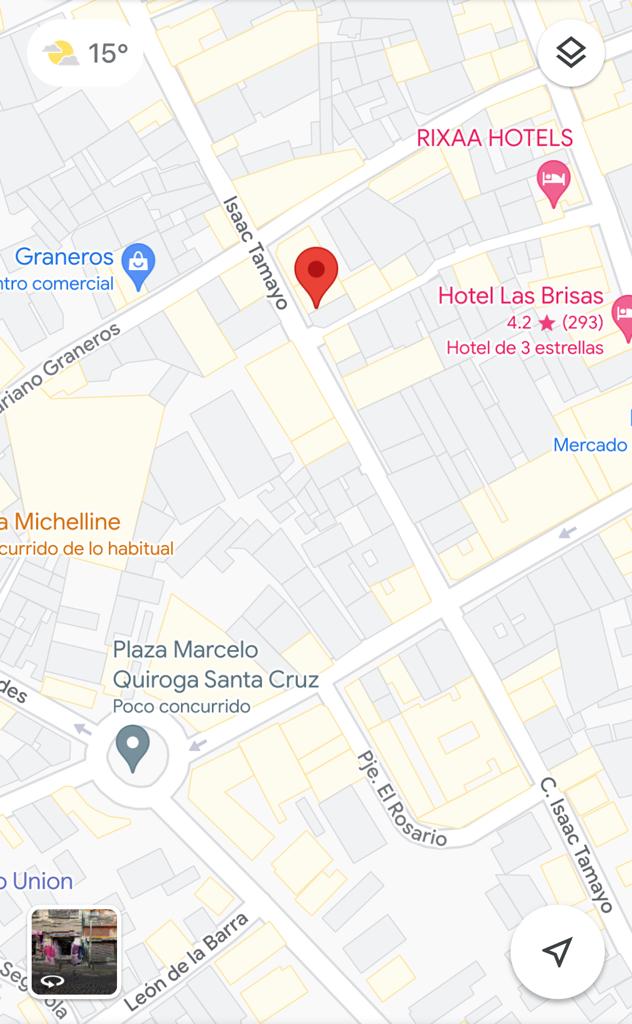 15°
RIXAA HOTELS
Isaac Tamayo
Graneros
ntro comercial
Hotel Las Brisas
4.2 ★ (293)
Hotel de 3 estrellas
ariano Graneros
Mercado
a Michelline
currido de lo habitual
Plaza Marcelo
Quiroga Santa Cruz
Poco concurrido
des
Pje. El Rosario
C. Isaac Tamayo
o Union
León de la Barra